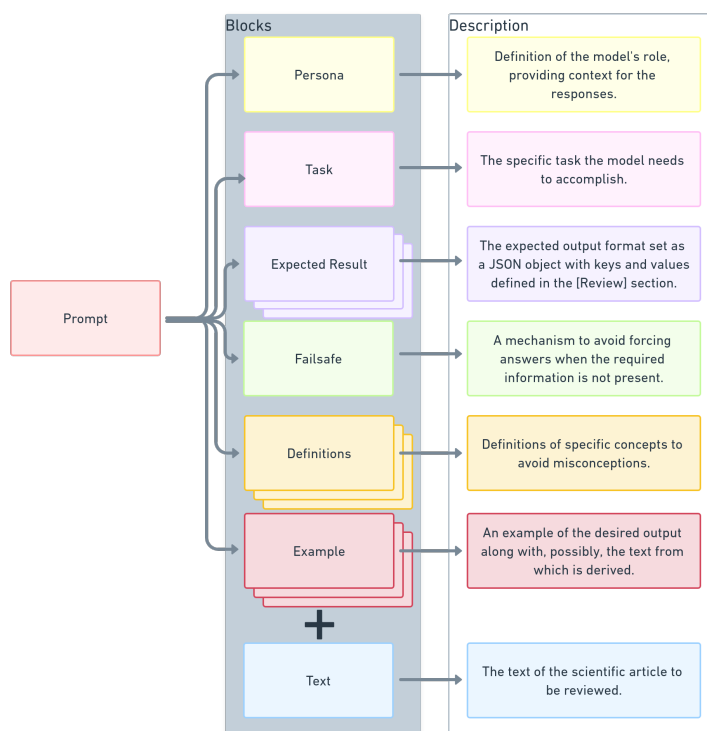 Blocks
Description
Persona
Definition of the model's role,
providing context for the
responses.
Task
The specific task the model needs
to accomplish.
Expected Result
The expected output format set as
a JSON object with keys and values
defined in the [Review] section.
Prompt
Failsafe
A mechanism to avoid forcing
answers when the required
information is not present.
Definitions
Definitions of specific concepts to
avoid misconceptions.
Example
An example of the desired output
along with, possibly, the text from
which is derived.
+
Text
The text of the scientific article to
be reviewed.